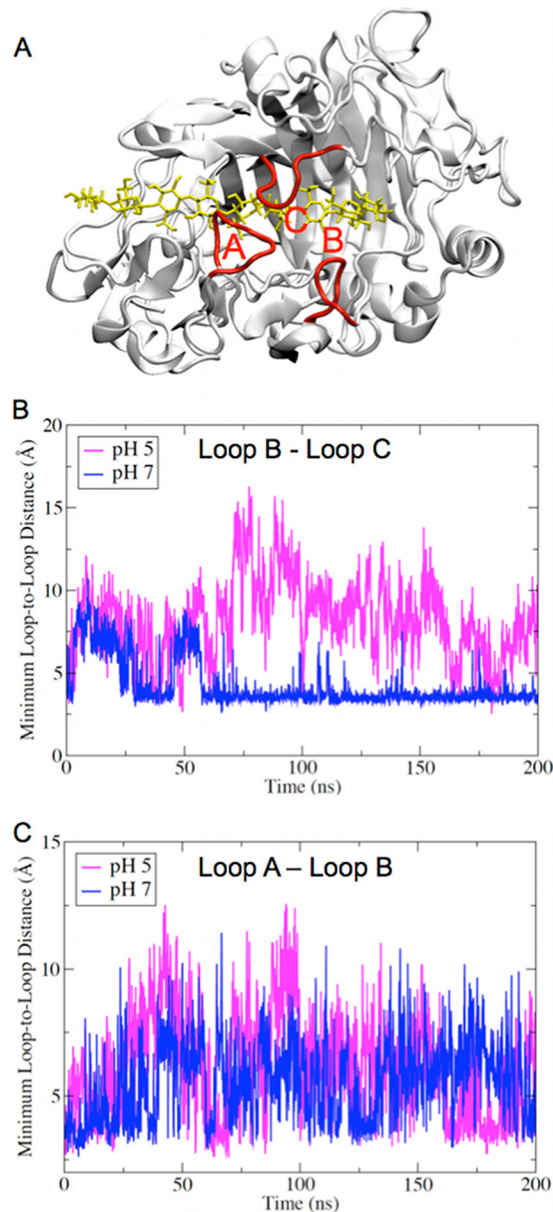 A
A
C
B
B
Loop B - Loop C
pH 5
pH 7
Minimum Loop-to-Loop Distance (Å)
20
15
10
5
0
0 50 100 150 200
Time (ns)
C
Loop A – Loop B
pH 5
pH 7
Minimum Loop-to-Loop Distance (Å)
15
10
5
0 50 100 150 200
Time (ns)